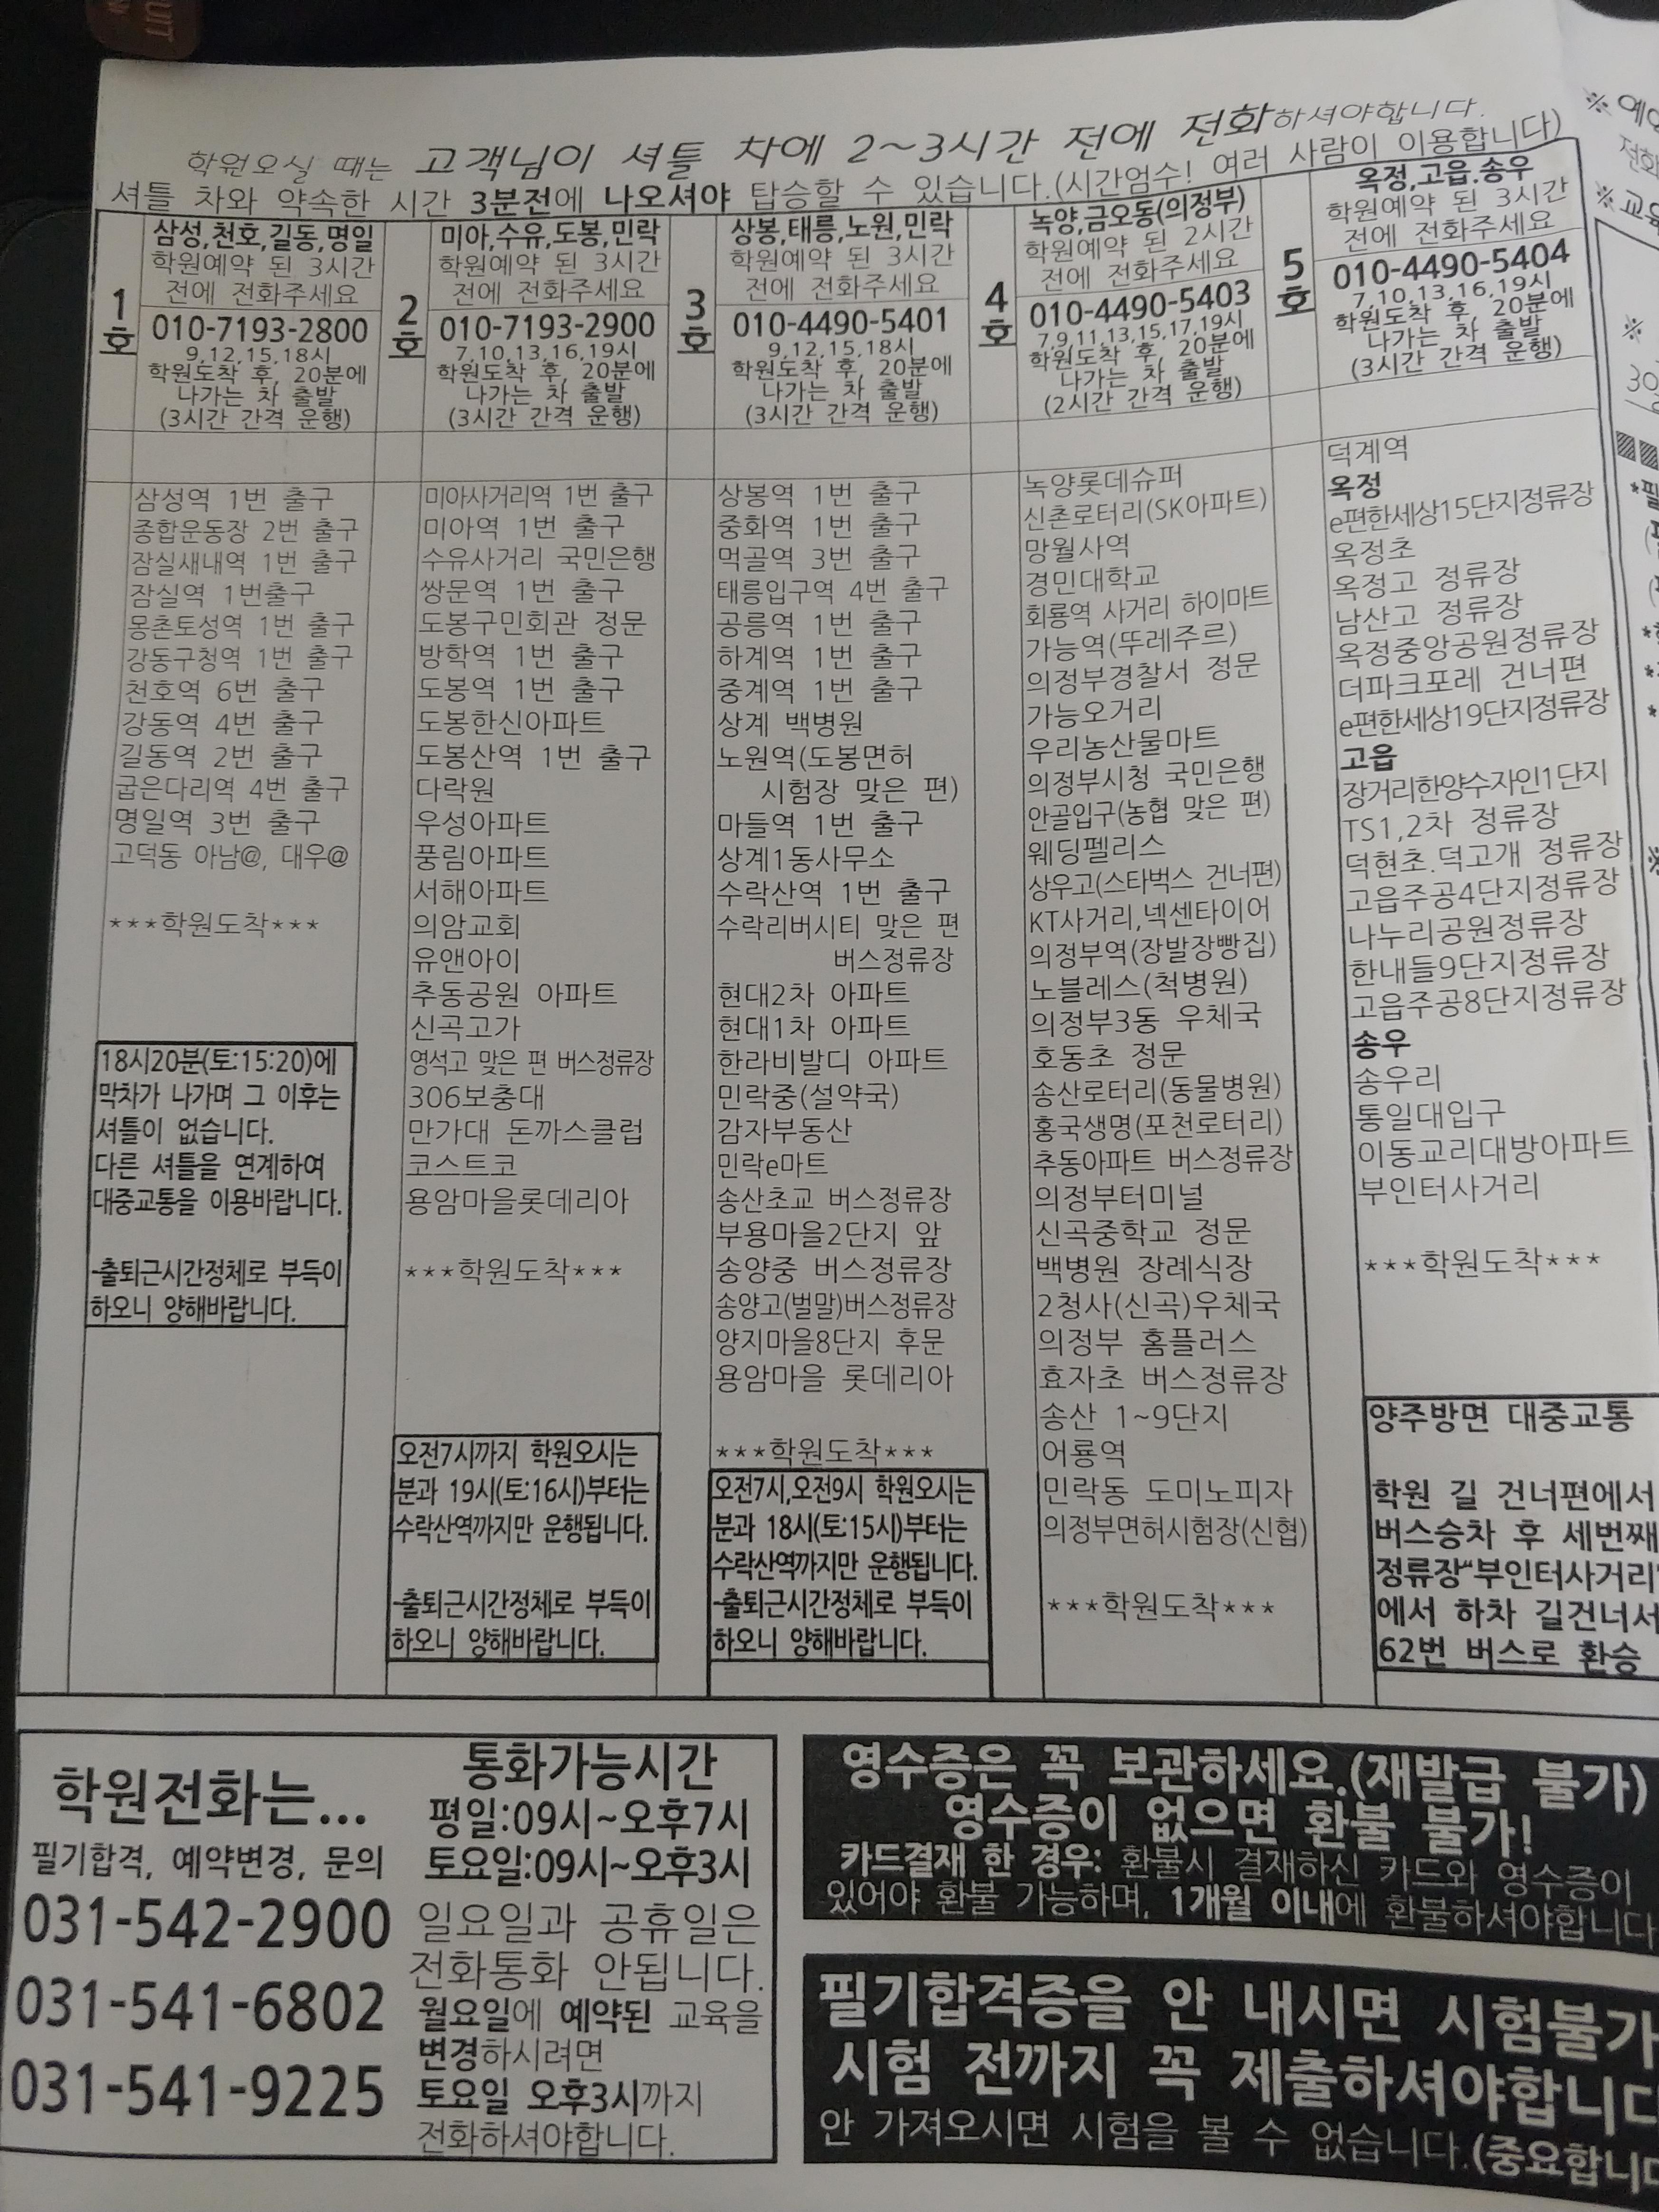 학원오실 때는 고객님이 셔틀 차에 2~3시간 전에 전화하셔야합니다.
셔틀 차와 약속한 시간 3분전에 나오셔야 탑승할 수 있습니다.(시간엄수! 여러 사람이 이용합니다)
1호
삼성,천호,길동,명일
학원예약 된 3시간
전에 전화주세요
010-7193-2800
9,12,15,18시
학원도착 후, 20분에
나가는 차 출발
(3시간 간격 운행)
삼성역 1번 출구
종합운동장 2번 출구
잠실새내역 1번 출구
잠실역 1번출구
몽촌토성역 1번 출구
강동구청역 1번 출구
천호역 6번 출구
강동역 4번 출구
길동역 2번 출구
굽은다리역 4번 출구
명일역 3번 출구
고덕동 아남@, 대우@
***학원도착***
18시20분(토:15:20)에
막차가 나가며 그 이후는
셔틀이 없습니다.
다른 셔틀을 연계하여
대중교통을 이용바랍니다.
-출퇴근시간정체로 부득이
하오니 양해바랍니다.
2호
미아,수유,도봉,민락
학원예약 된 3시간
전에 전화주세요
010-7193-2900
7,10,13,16,19시
학원도착 후, 20분에
나가는 차 출발
(3시간 간격 운행)
미아사거리역 1번 출구
미아역 1번 출구
수유사거리 국민은행
쌍문역 1번 출구
도봉구민회관 정문
방학역 1번 출구
도봉역 1번 출구
도봉한신아파트
도봉산역 1번 출구
다락원
우성아파트
풍림아파트
서해아파트
의암교회
유앤아이
추동공원 아파트
신곡고가
영석고 맞은 편 버스정류장
306보충대
만가대 돈까스클럽
코스트코
용암마을롯데리아
***학원도착***
오전7시까지 학원오시는
분과 19시(토:16시)부터는
수락산역까지만 운행됩니다.
-출퇴근시간정체로 부득이
하오니 양해바랍니다.
3호
상봉,태릉,노원,민락
학원예약 된 3시간
전에 전화주세요
010-4490-5401
9,12,15,18시
학원도착 후, 20분에
나가는 차 출발
(3시간 간격 운행)
상봉역 1번 출구
중화역 1번 출구
먹골역 3번 출구
태릉입구역 4번 출구
공릉역 1번 출구
하계역 1번 출구
중계역 1번 출구
상계 백병원
노원역(도봉면허
시험장 맞은 편)
마들역 1번 출구
상계1동사무소
수락산역 1번 출구
수락리버시티 맞은 편
버스정류장
현대2차 아파트
현대1차 아파트
한라비발디 아파트
민락중(설약국)
감자부동산
민락e마트
송산초교 버스정류장
부용마을2단지 앞
송양중 버스정류장
송양고(벌말)버스정류장
양지마을8단지 후문
용암마을 롯데리아
***학원도착***
오전7시,오전9시 학원오시는
분과 18시(토:15시)부터는
수락산역까지만 운행됩니다.
-출퇴근시간정체로 부득이
하오니 양해바랍니다.
4호
녹양,금오동(의정부)
학원예약 된 2시간
전에 전화주세요
010-4490-5403
7,9,11,13,15,17,19시
학원도착 후, 20분에
나가는 차 출발
(2시간 간격 운행)
녹양롯데슈퍼
신촌로터리(SK아파트)
망월사역
경민대학교
회룡역 사거리 하이마트
가능역(뚜레주르)
의정부경찰서 정문
가능오거리
우리농산물마트
의정부시청 국민은행
안골입구(농협 맞은 편)
웨딩펠리스
상우고(스타벅스 건너편)
KT사거리,넥센타이어
의정부역(장발장빵집)
노블레스(척병원)
의정부3동 우체국
호동초 정문
송산로터리(동물병원)
흥국생명(포천로터리)
추동아파트 버스정류장
의정부터미널
신곡중학교 정문
백병원 장례식장
2청사(신곡)우체국
의정부 홈플러스
효자초 버스정류장
송산 1~9단지
어룡역
민락동 도미노피자
의정부면허시험장(신협)
***학원도착***
5호
옥정,고읍.송우
학원예약 된 3시간
전에 전화주세요
010-4490-5404
7,10,13,16,19시
학원도착 후, 20분에
나가는 차 출발
(3시간 간격 운행)
덕계역
옥정
e편한세상15단지정류장
옥정초
옥정고 정류장
남산고 정류장
옥정중앙공원정류장
더파크포레 건너편
e편한세상19단지정류장
고읍
장거리한양수자인1단지
TS1,2차 정류장
덕현초.덕고개 정류장
고읍주공4단지정류장
나누리공원정류장
한내들9단지정류장
고읍주공8단지정류장
송우
송우리
통일대입구
이동교리대방아파트
부인터사거리
***학원도착***
양주방면 대중교통
학원 길 건너편에서
버스승차 후 세번째
정류장"부인터사거리"
에서 하차 길건너서
62번 버스로 환승
학원전화는...
필기합격, 예약변경, 문의
031-542-2900
031-541-6802
031-541-9225
통화가능시간
평일:09시~오후7시
토요일:09시~오후3시
일요일과 공휴일은
전화통화 안됩니다.
월요일에 예약된 교육을
변경하시려면
토요일 오후3시까지
전화하셔야합니다.
영수증은 꼭 보관하세요.(재발급 불가)
영수증이 없으면 환불 불가!
카드결재 한 경우: 환불시 결재하신 카드와 영수증이
있어야 환불 가능하며, 1개월 이내에 환불하셔야합니다
필기합격증을 안 내시면 시험불가
시험 전까지 꼭 제출하셔야합니다
안 가져오시면 시험을 볼 수 없습니다.(중요합니다